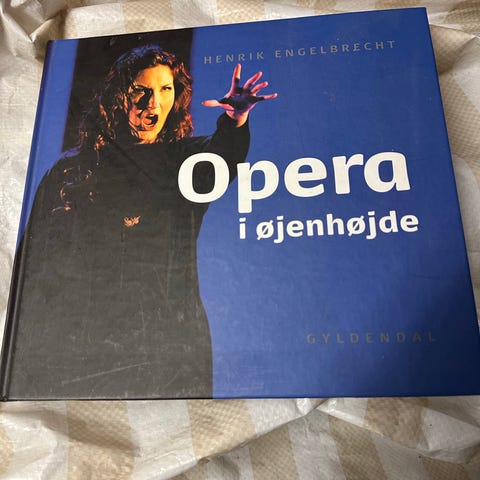 HENRIK ENGELBRECHT
Opera
i øjenhøjde
GYLDENDAL